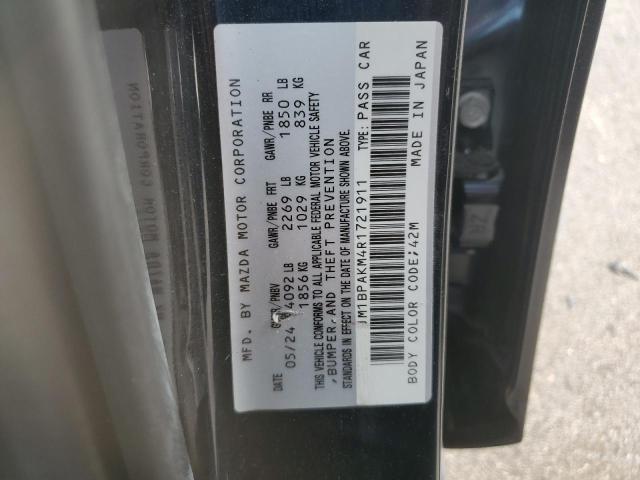 MFD. BY MAZDA MOTOR CORPORATION
DATE GVWR/PNBV GAWR/PNBE FRT GAWR/PNBE RR
05/24 4092 LB 2269 LB 1850 LB
1856 KG 1029 KG 839 KG
THIS VEHICLE CONFORMS TO ALL APPLICABLE FEDERAL MOTOR VEHICLE SAFETY
,BUMPER,AND THEFT PREVENTION
STANDARDS IN EFFECT ON THE DATE OF MANUFACTURE SHOWN ABOVE.
JM1BPAKM4R1721911 TYPE: PASS CAR
BODY COLOR CODE;42M MADE IN JAPAN